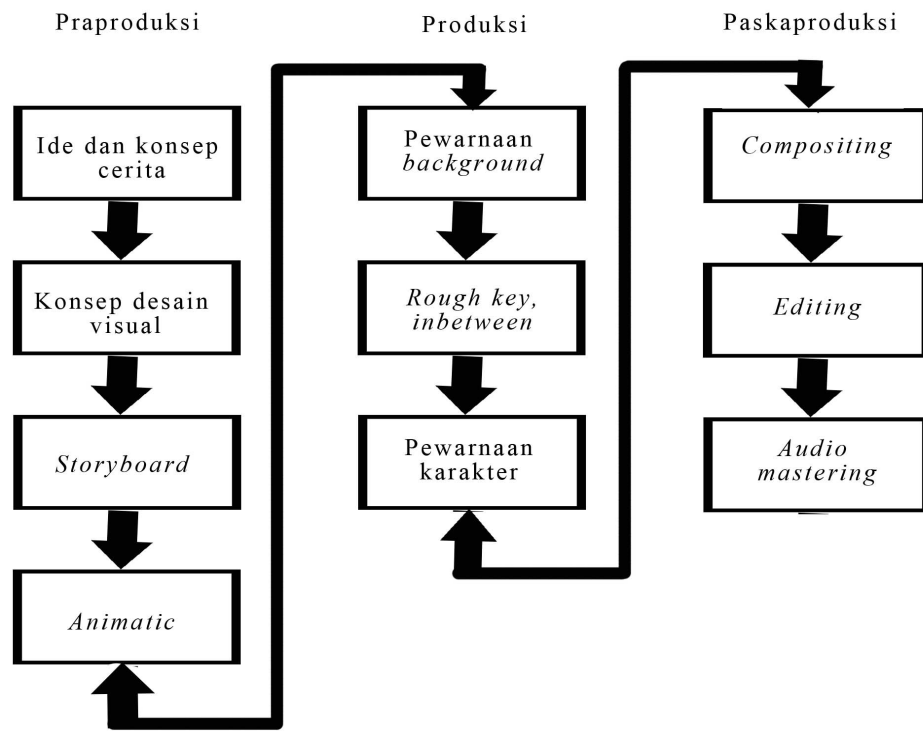 Praproduksi
Ide dan konsep
cerita
Konsep desain
visual
Storyboard
Animatic
Produksi
Pewarnaan
background
Rough key,
inbetween
Pewarnaan
karakter
Paskaproduksi
Compositing
Editing
Audio
mastering